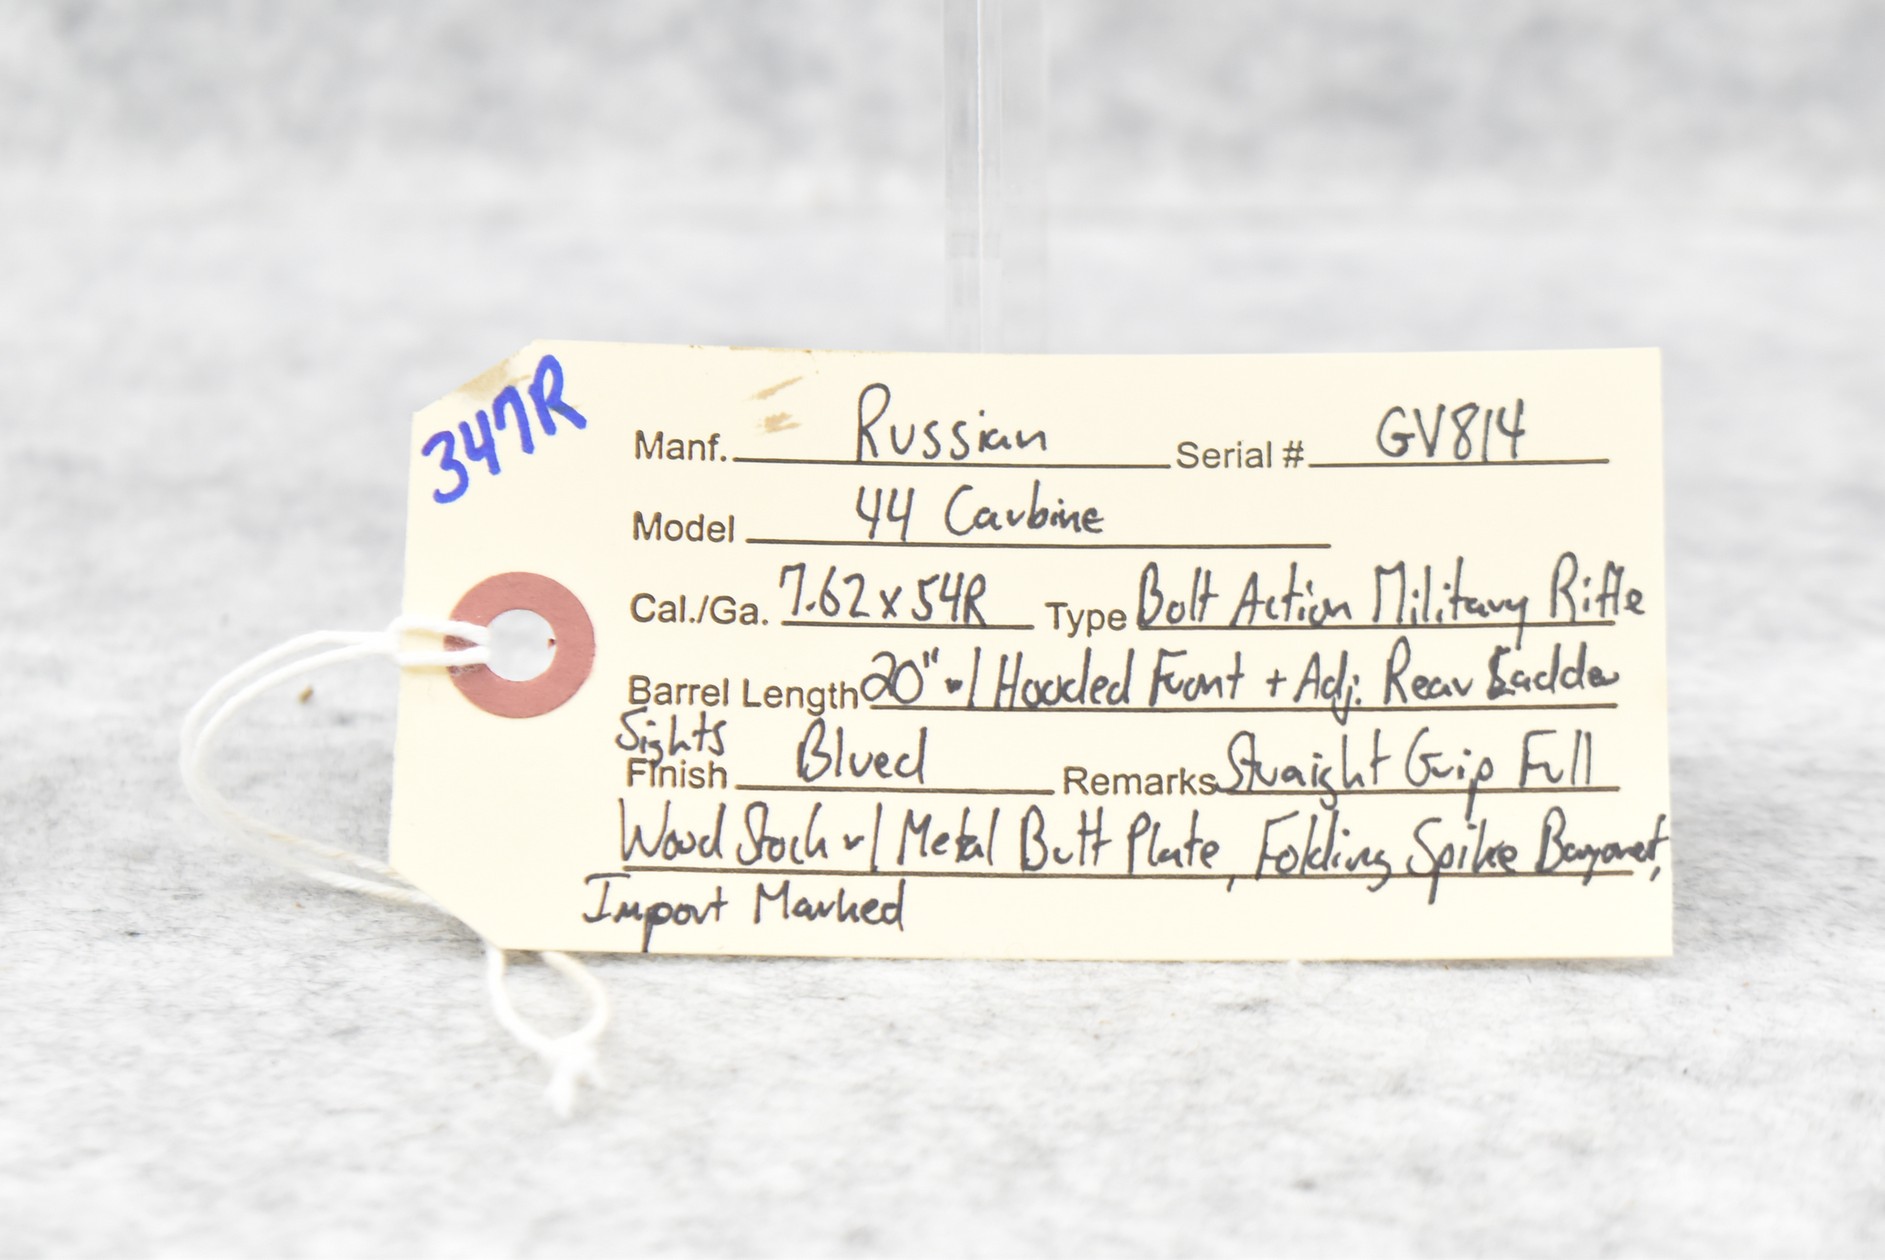 347R
Manf. Russian Serial # GV814
Model 44 Carbine
Cal./Ga. 7.62x54R Type Bolt Action Military Rifle
Barrel Length 20" w/ Hooded Front + Adj. Rear Ladder
Sights
Finish Blued Remarks Straight Grip Full
Wood Stock w/ Metal Butt Plate, Folding Spike Bayonet,
Import Marked